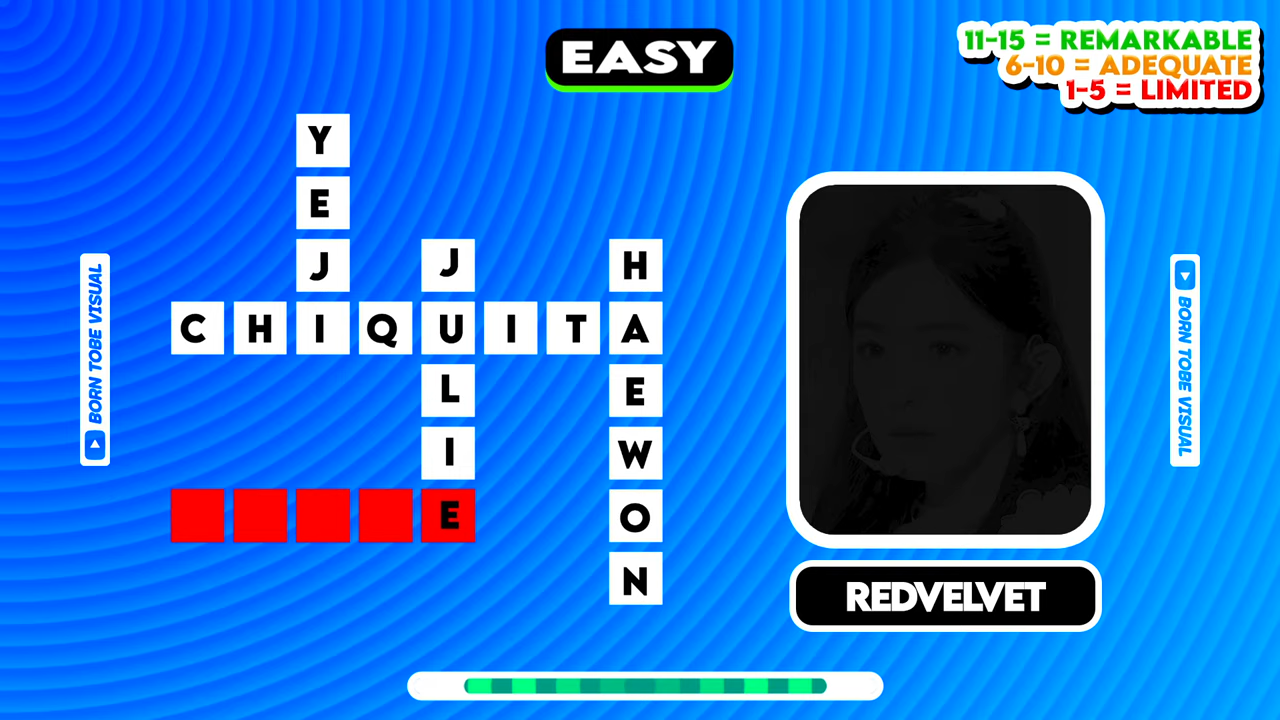 EASY
11-15 = REMARKABLE
6-10 = ADEQUATE
1-5 = LIMITED
Y
E
J
J
H
CHIQUITA
L
E
I
W
E
O
N
BORN TOBE VISUAL
BORN TOBE VISUAL
REDVELVET